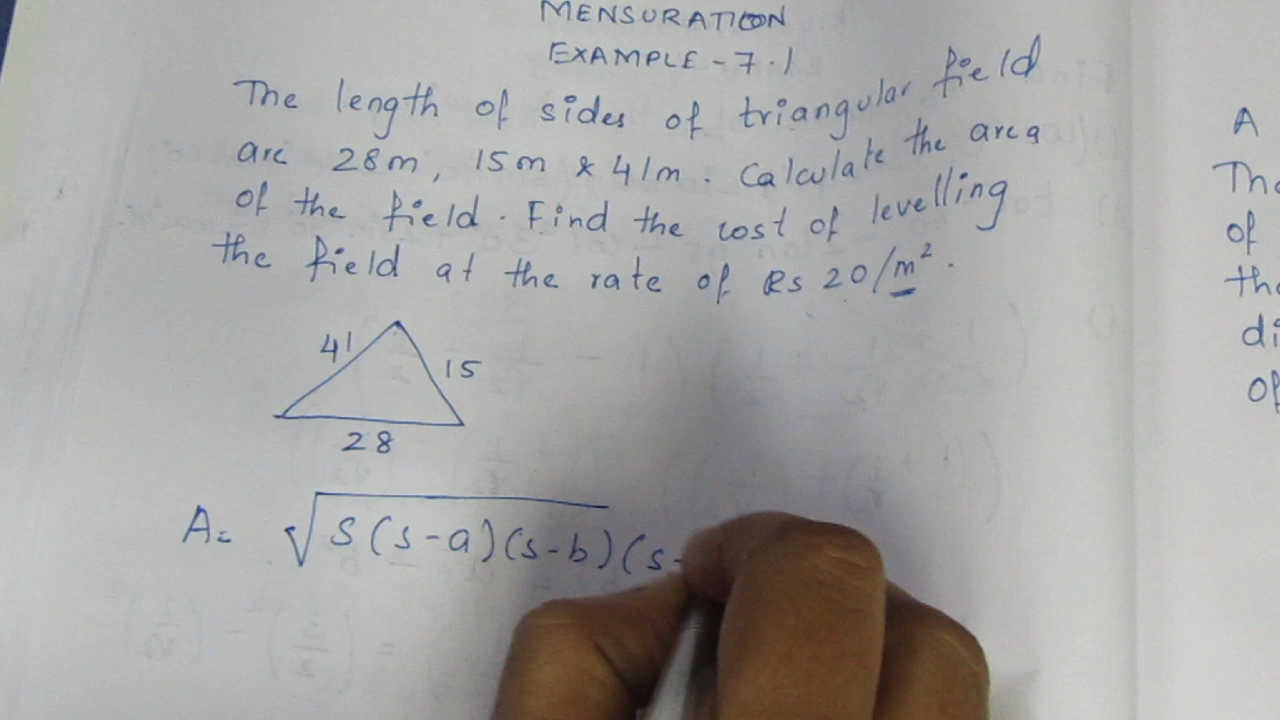 MENSURATION
EXAMPLE - 7.1
The length of sides of triangular field
are 28m, 15m & 41m. Calculate the area
of the field. Find the cost of levelling
the field at the rate of Rs 20/m².
41
15
28
A= √s(s-a)(s-b)(s-
A
The
of
the
di
of